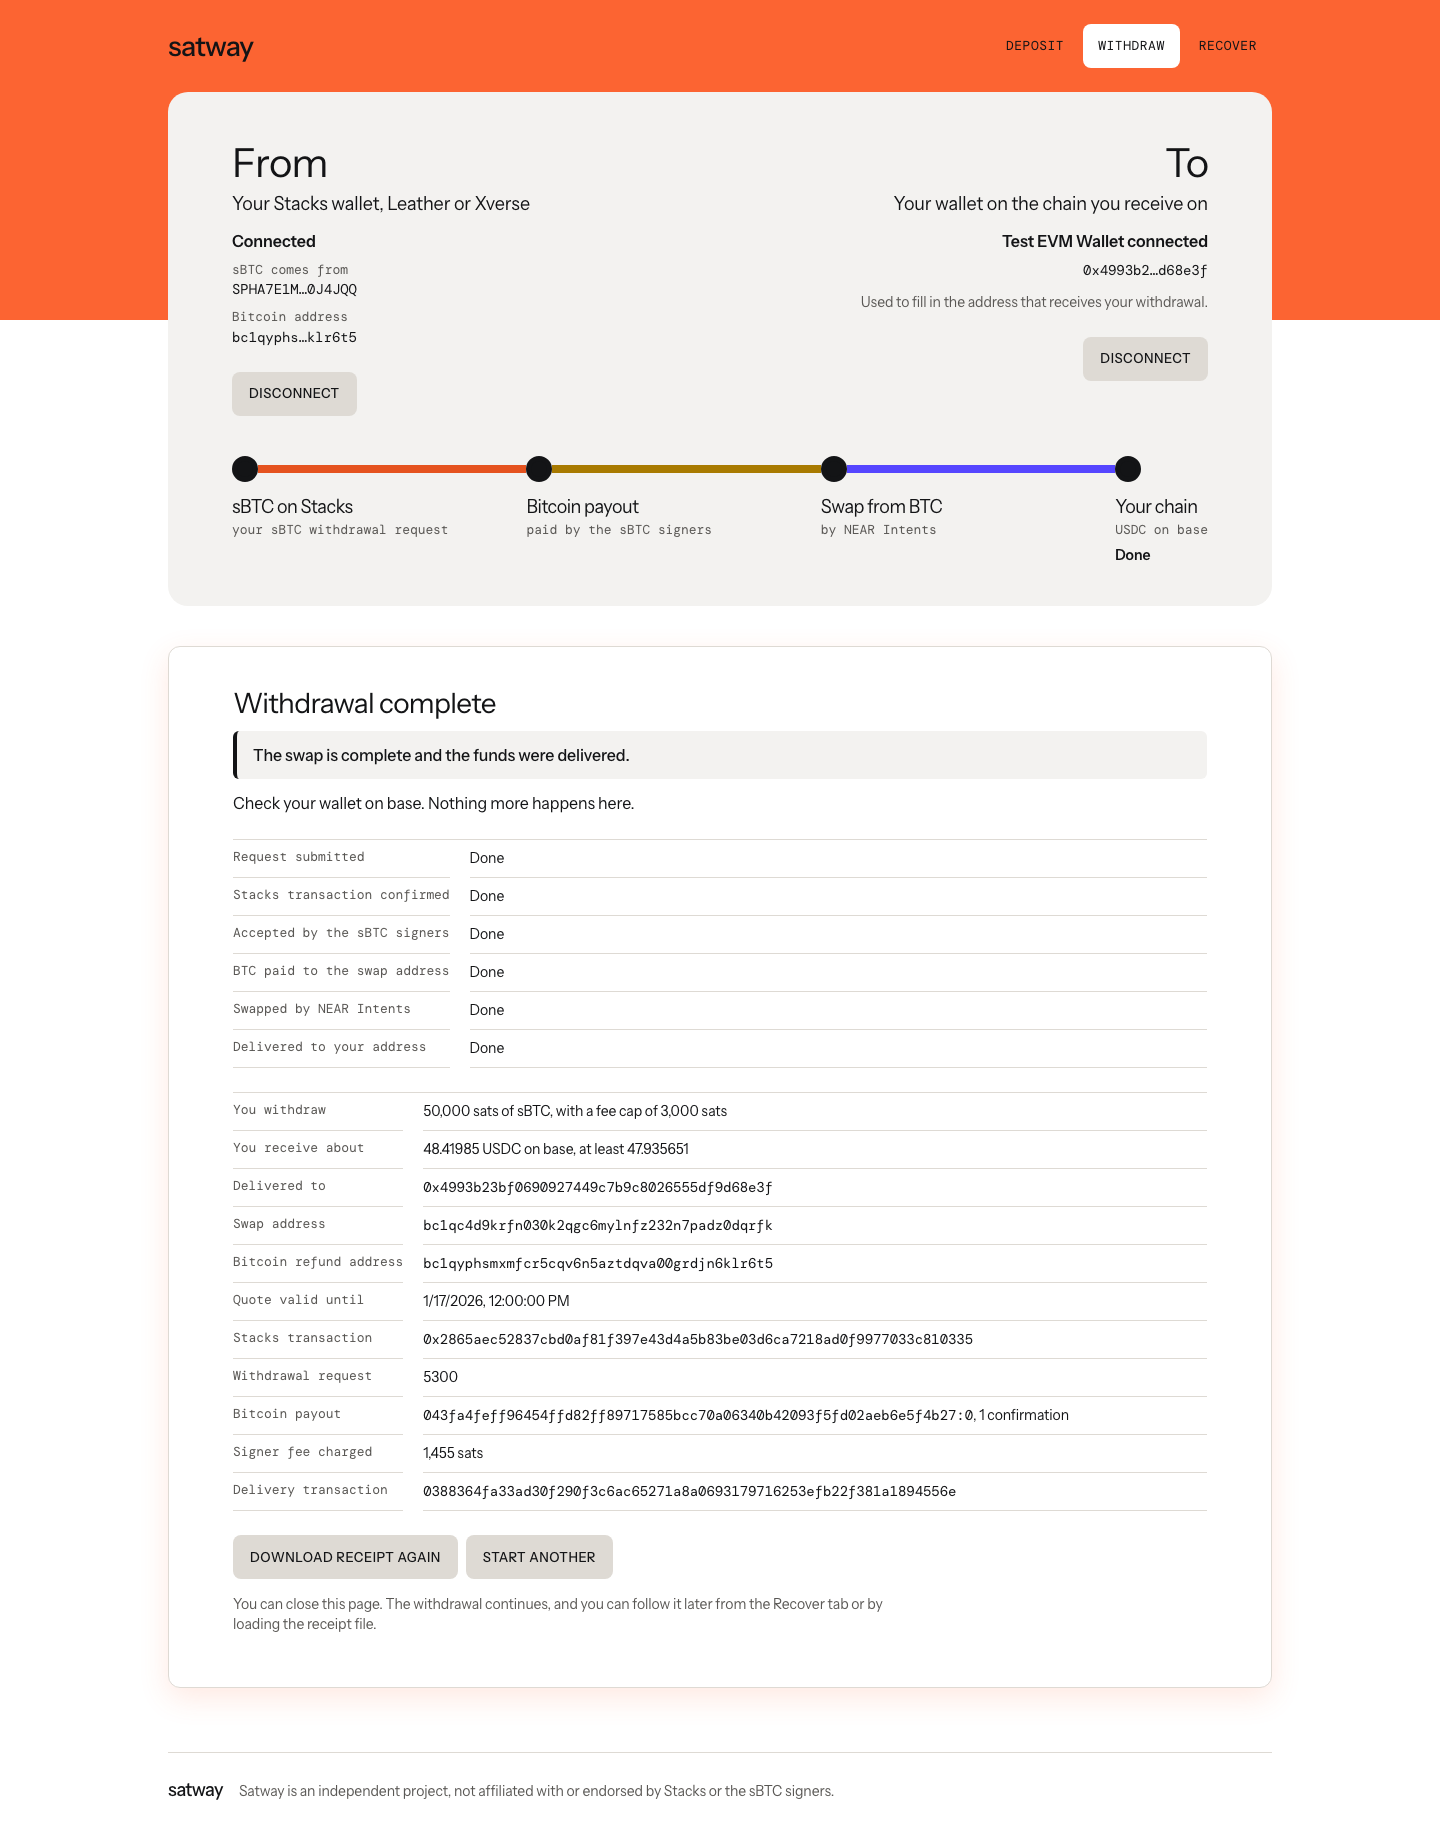 satway
DEPOSIT
WITHDRAW
RECOVER
From
Your Stacks wallet, Leather or Xverse
Connected
sBTC comes from
SPHA7E1M…0J4JQQ
Bitcoin address
bc1qyphs…klr6t5
DISCONNECT
To
Your wallet on the chain you receive on
Test EVM Wallet connected
0x4993b2…d68e3f
Used to fill in the address that receives your withdrawal.
DISCONNECT
sBTC on Stacks
your sBTC withdrawal request
Bitcoin payout
paid by the sBTC signers
Swap from BTC
by NEAR Intents
Your chain
USDC on base
Done
Withdrawal complete
The swap is complete and the funds were delivered.
Check your wallet on base. Nothing more happens here.
Request submitted Done
Stacks transaction confirmed Done
Accepted by the sBTC signers Done
BTC paid to the swap address Done
Swapped by NEAR Intents Done
Delivered to your address Done
You withdraw 50,000 sats of sBTC, with a fee cap of 3,000 sats
You receive about 48.41985 USDC on base, at least 47.935651
Delivered to 0x4993b23bf0690927449c7b9c8026555df9d68e3f
Swap address bc1qc4d9krfn030k2qgc6mylnfz232n7padz0dqrfk
Bitcoin refund address bc1qyphsmxmfcr5cqv6n5aztdqva00grdjn6klr6t5
Quote valid until 1/17/2026, 12:00:00 PM
Stacks transaction 0x2865aec52837cbd0af81f397e43d4a5b83be03d6ca7218ad0f9977033c810335
Withdrawal request 5300
Bitcoin payout 043fa4feff96454ffd82ff89717585bcc70a06340b42093f5fd02aeb6e5f4b27:0, 1 confirmation
Signer fee charged 1,455 sats
Delivery transaction 0388364fa33ad30f290f3c6ac65271a8a0693179716253efb22f381a1894556e
DOWNLOAD RECEIPT AGAIN
START ANOTHER
You can close this page. The withdrawal continues, and you can follow it later from the Recover tab or by
loading the receipt file.
satway
Satway is an independent project, not affiliated with or endorsed by Stacks or the sBTC signers.